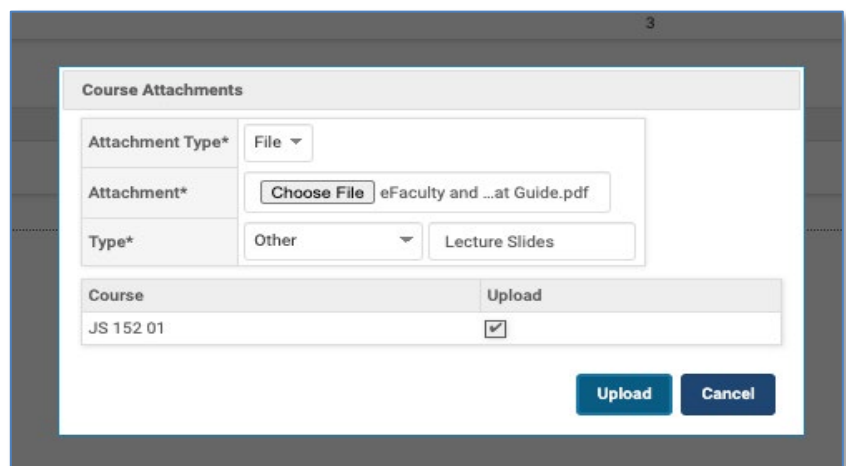 3
Course Attachments
Attachment Type* File
Attachment* Choose File eFaculty and ...at Guide.pdf
Type* Other Lecture Slides
Course Upload
JS 152 01
Upload Cancel